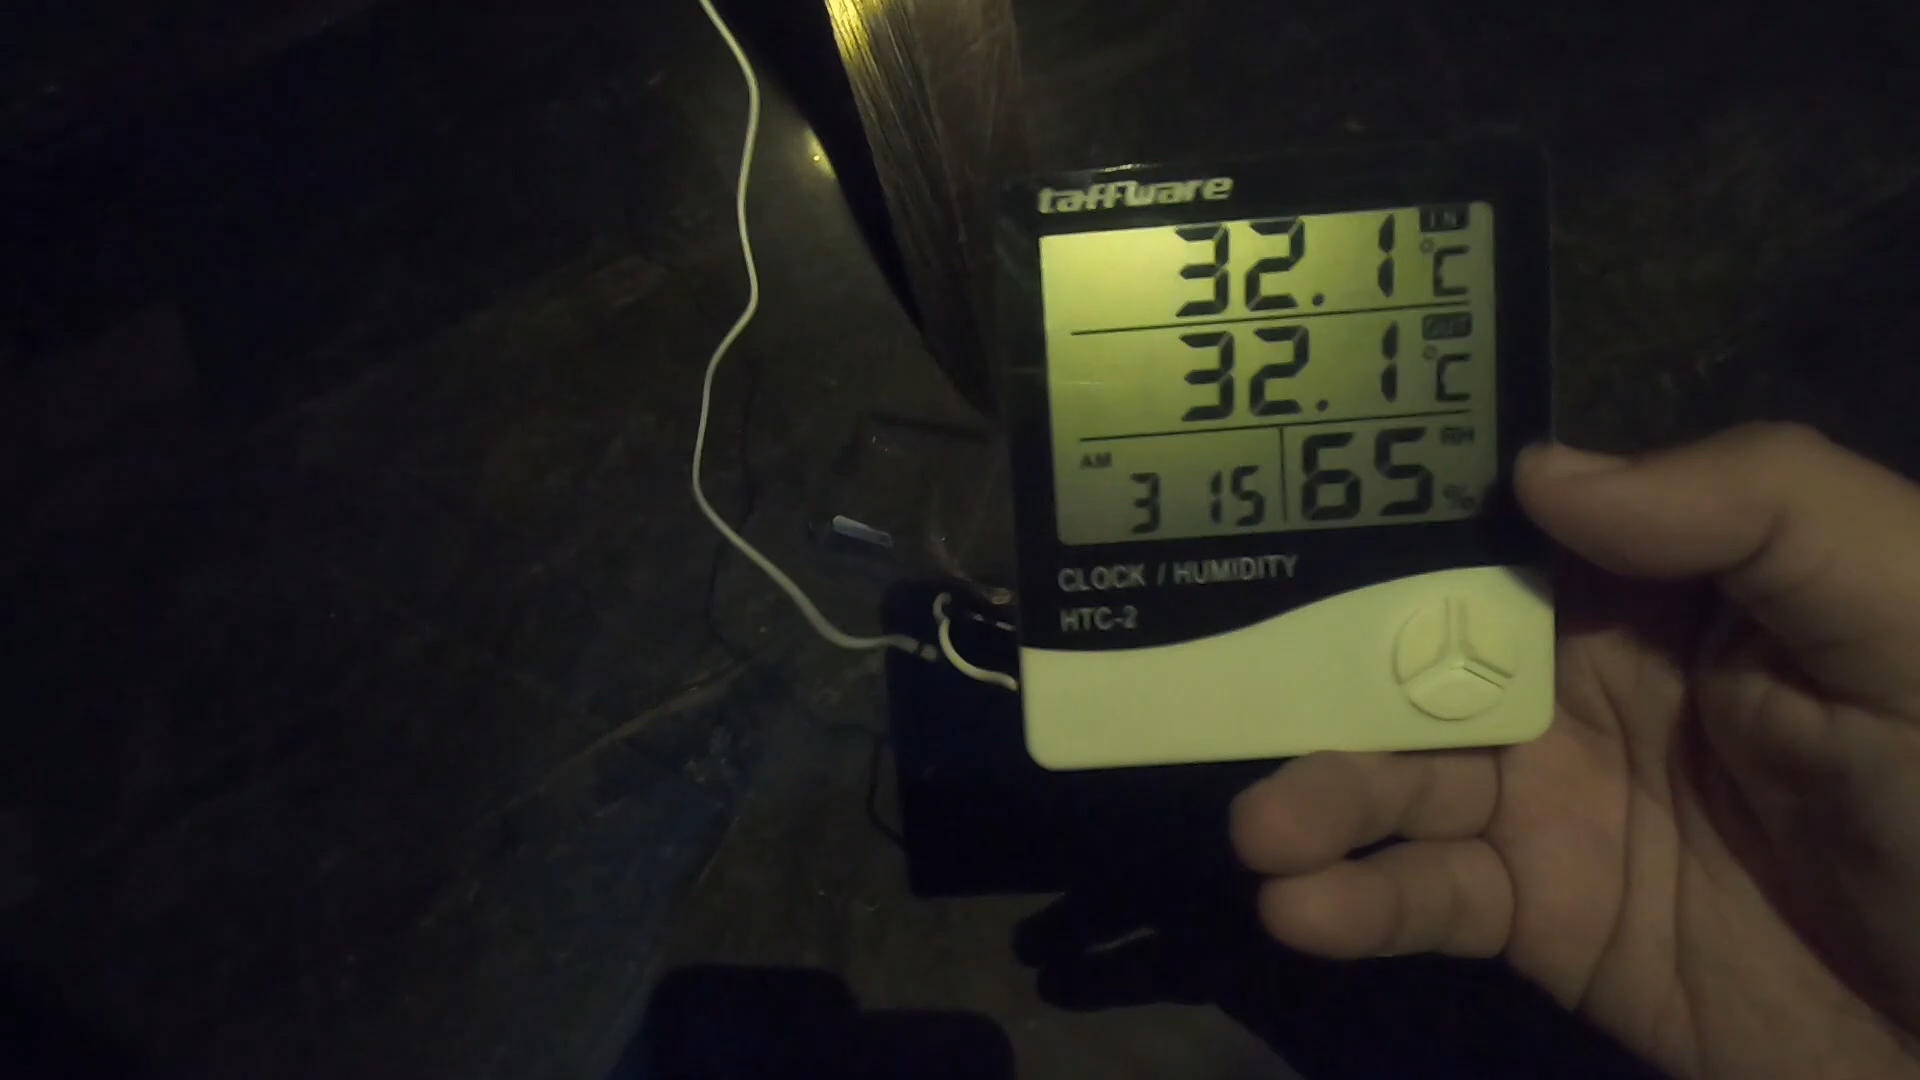 taffware
IN
32.1 °C
OUT
32.1 °C
AM
3 15
65 % RH
CLOCK / HUMIDITY
HTC-2